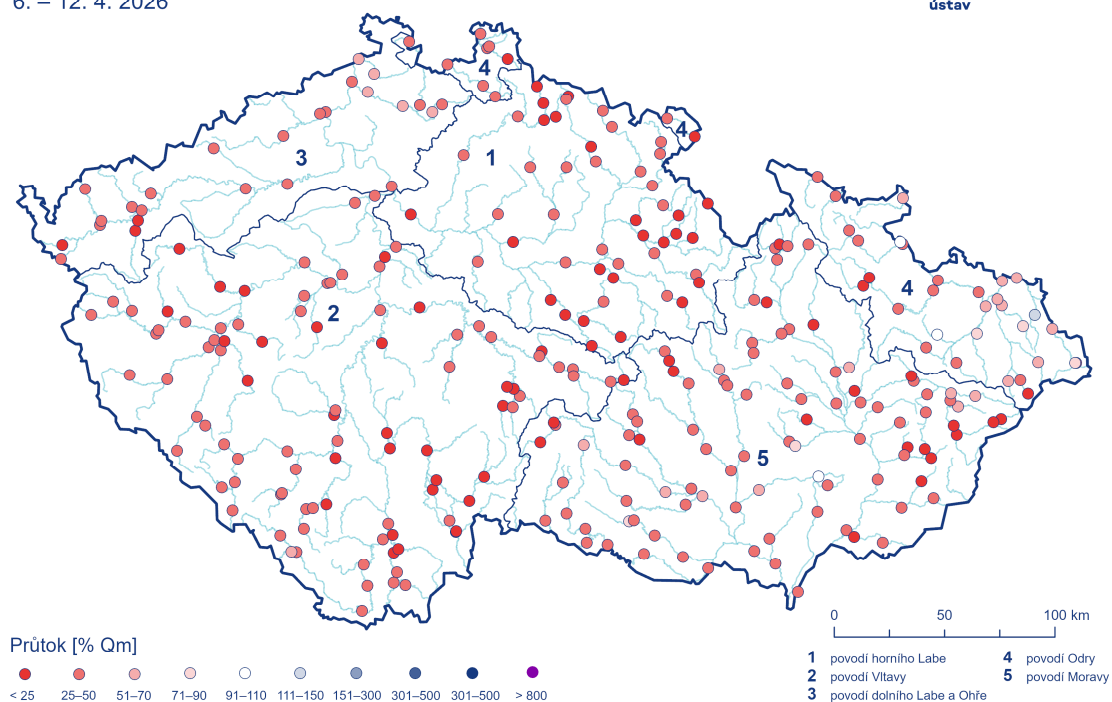 6. – 12. 4. 2026
ústav
4
4
3
1
2
4
5
0 50 100 km
Průtok [% Qm]
< 25 25–50 51–70 71–90 91–110 111–150 151–300 301–500 301–500 > 800
1 povodí horního Labe
2 povodí Vltavy
3 povodí dolního Labe a Ohře
4 povodí Odry
5 povodí Moravy